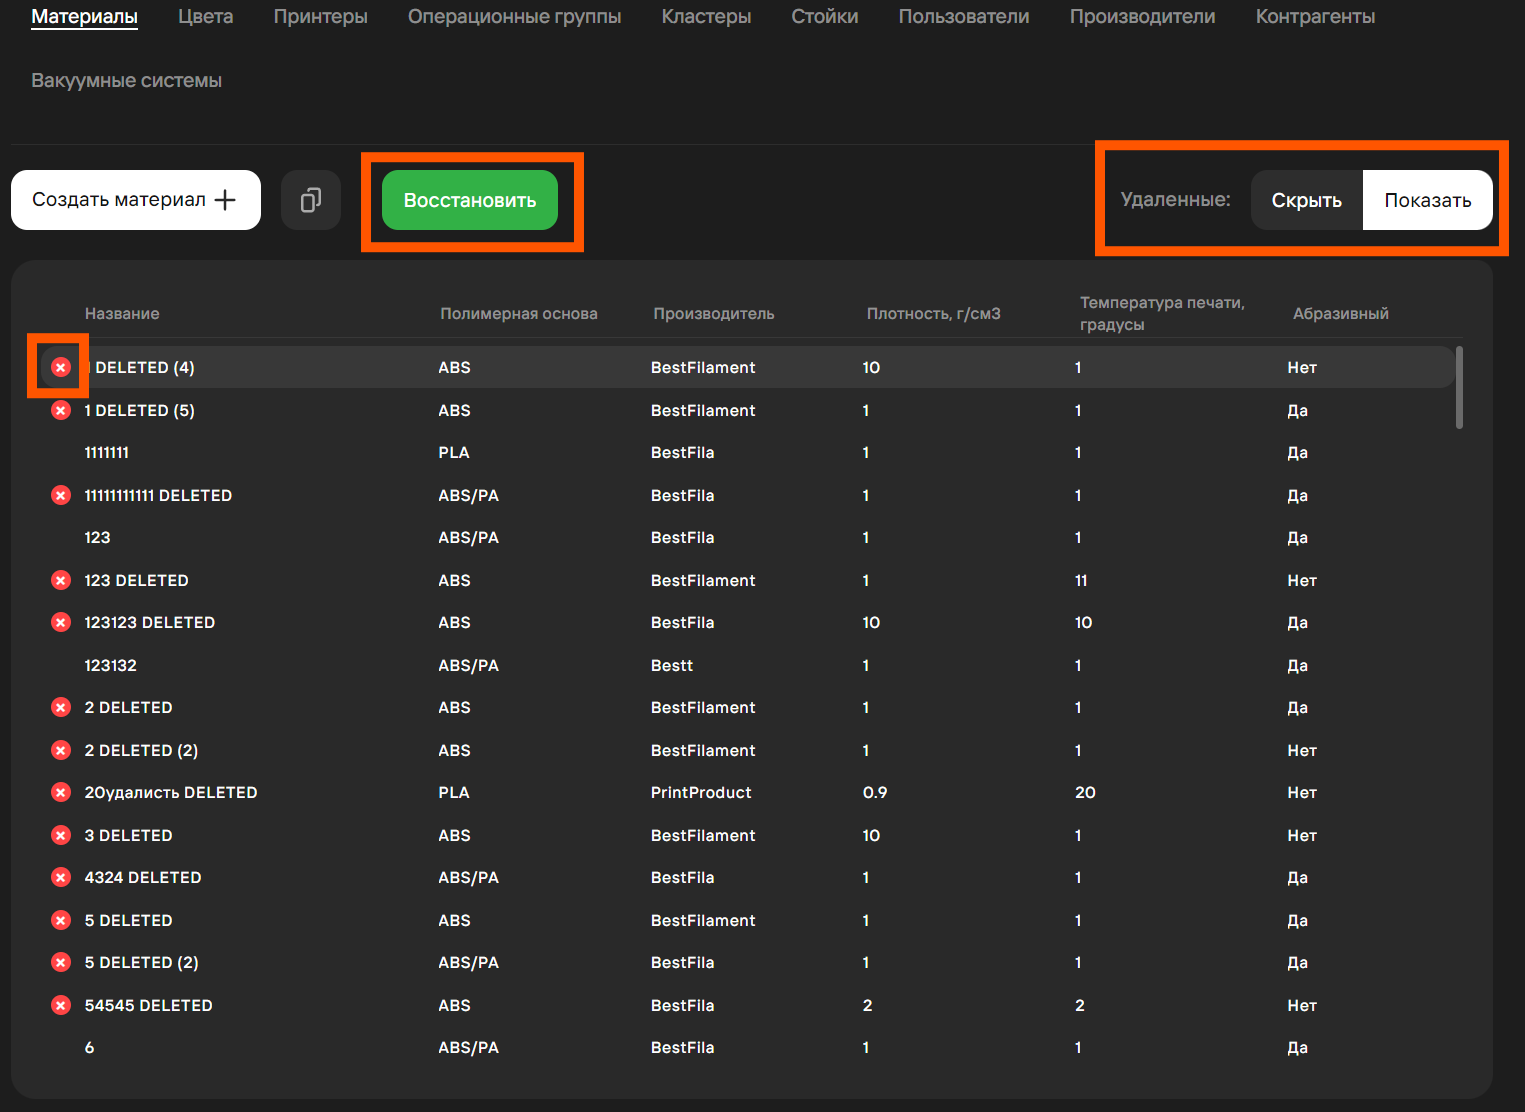 Материалы Цвета Принтеры Операционные группы Кластеры Стойки Пользователи Производители Контрагенты
Вакуумные системы
Создать материал Восстановить Удаленные: Скрыть Показать
Название Полимерная основа Производитель Плотность, г/см3 Температура печати, градусы Абразивный
1 DELETED (4) ABS BestFilament 10 1 Нет
1 DELETED (5) ABS BestFilament 1 1 Да
1111111 PLA BestFila 1 1 Да
11111111111 DELETED ABS/PA BestFila 1 1 Да
123 ABS/PA BestFila 1 1 Да
123 DELETED ABS BestFilament 1 11 Нет
123123 DELETED ABS BestFila 10 10 Да
123132 ABS/PA Bestt 1 1 Да
2 DELETED ABS BestFilament 1 1 Да
2 DELETED (2) ABS BestFilament 1 1 Нет
20удалисть DELETED PLA PrintProduct 0.9 20 Нет
3 DELETED ABS BestFilament 10 1 Нет
4324 DELETED ABS/PA BestFila 1 1 Да
5 DELETED ABS BestFilament 1 1 Да
5 DELETED (2) ABS/PA BestFila 1 1 Да
54545 DELETED ABS BestFila 2 2 Нет
6 ABS/PA BestFila 1 1 Да